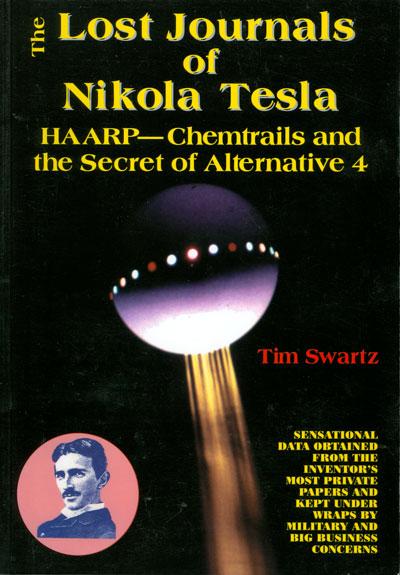 The Lost Journals
of
Nikola Tesla
HAARP—Chemtrails and
the Secret of Alternative 4
Tim Swartz
SENSATIONAL
DATA OBTAINED
FROM THE
INVENTOR'S
MOST PRIVATE
PAPERS AND
KEPT UNDER
WRAPS BY
MILITARY AND
BIG BUSINESS
CONCERNS